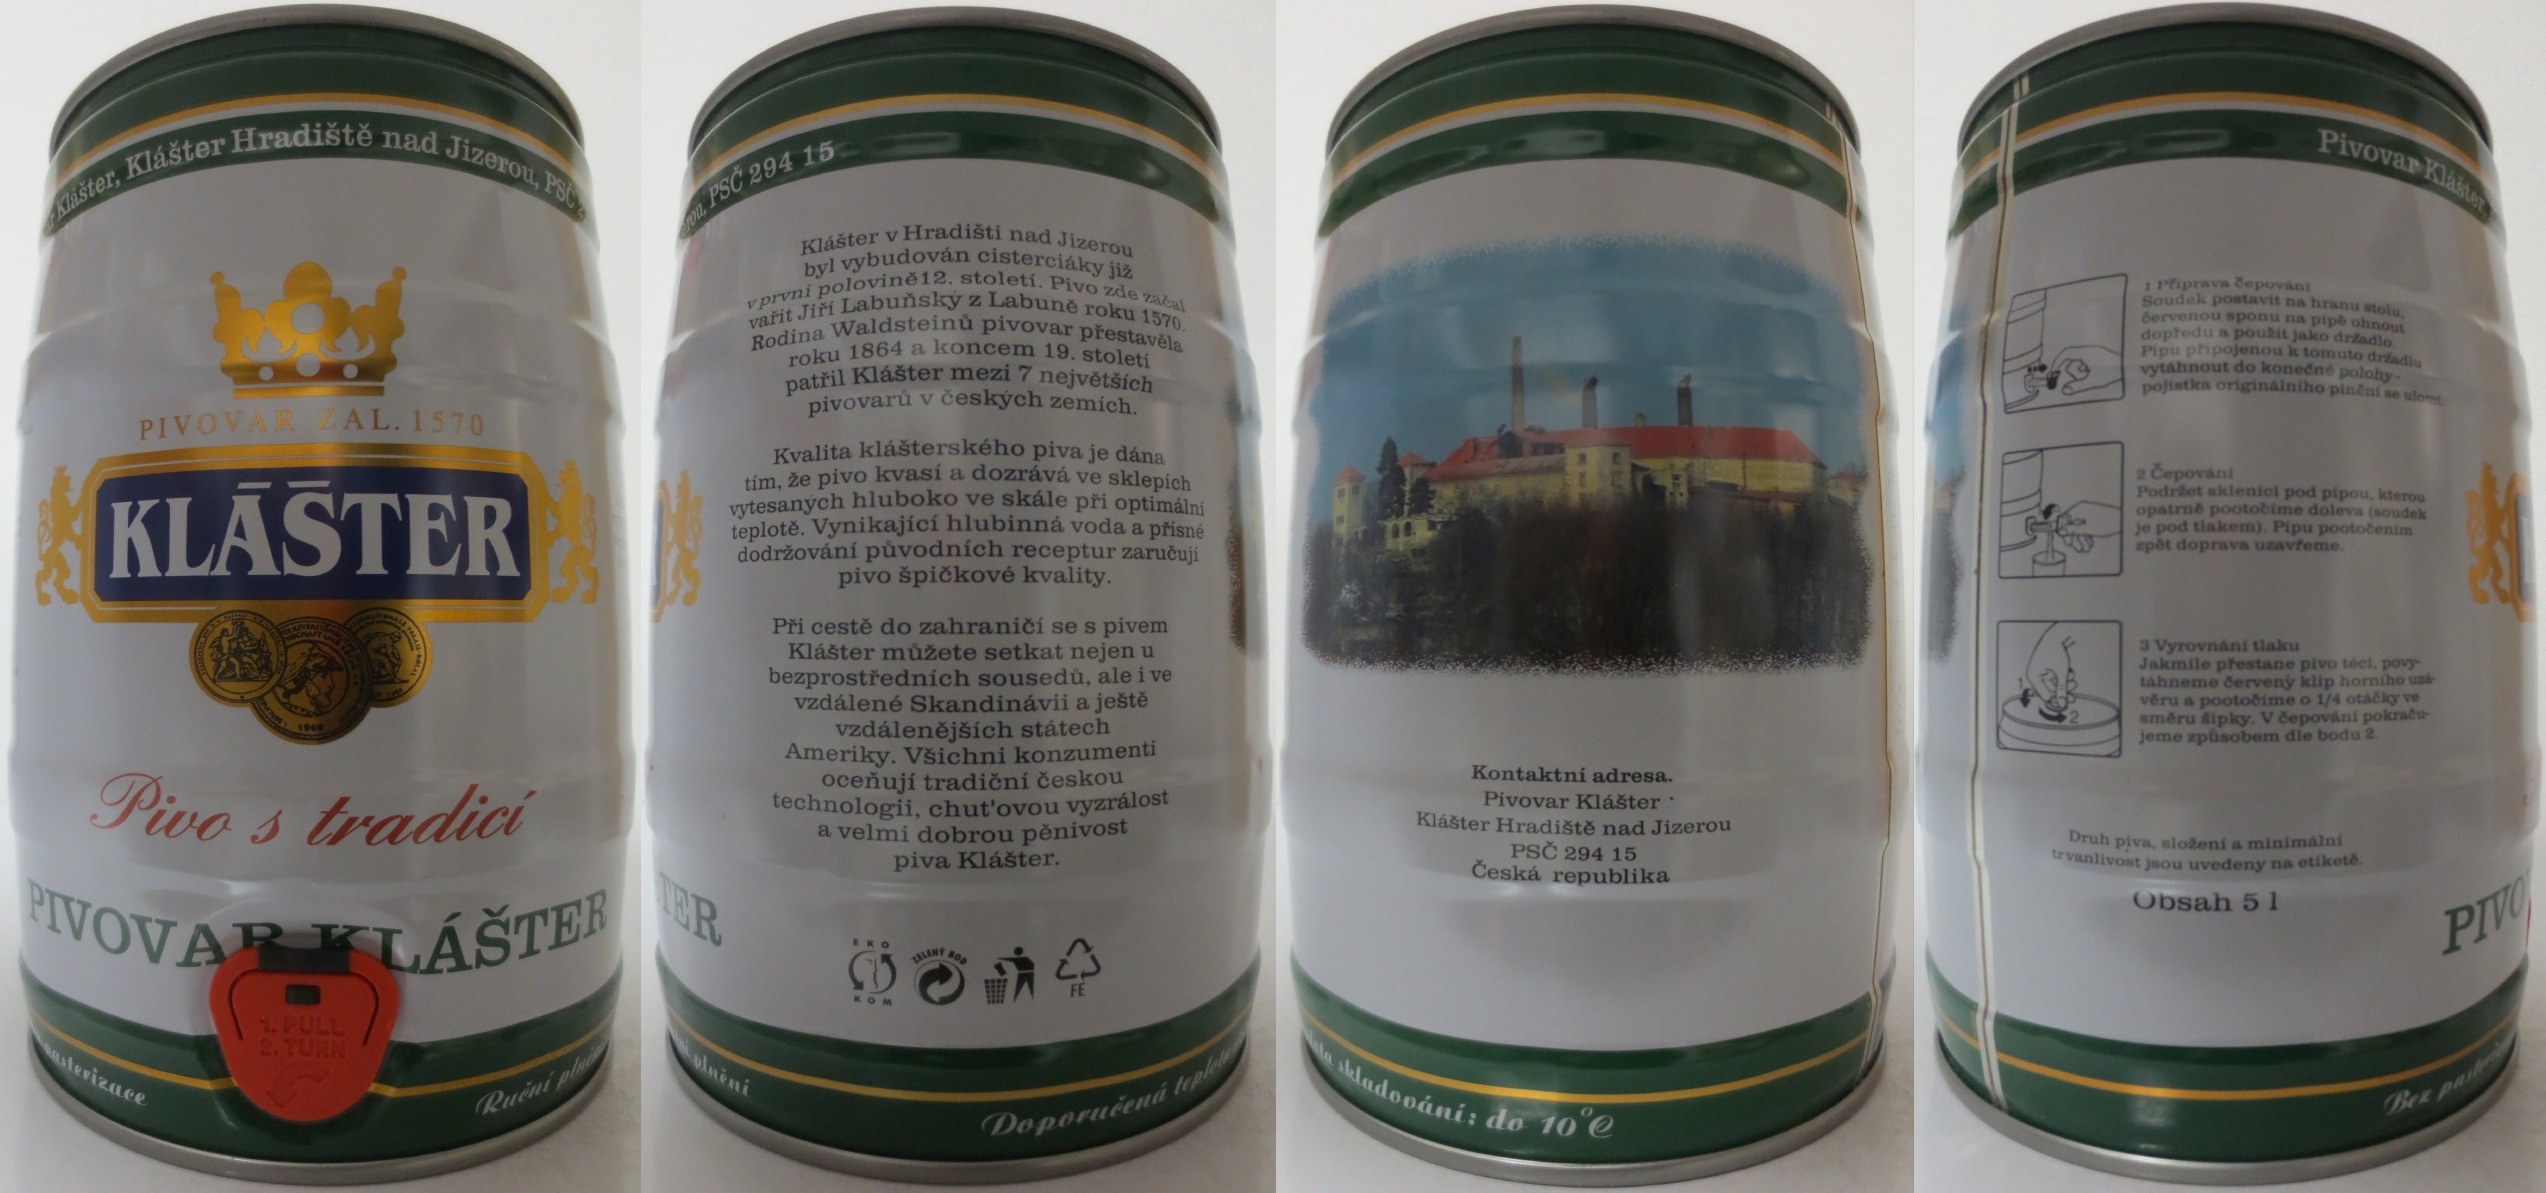 Klášter, Klášter Hradiště nad Jizerou, PSČ
PIVOVAR ZAL. 1570
KLÁŠTER
Pivo s tradicí
PIVOVAR KLÁŠTER
1. PULL
2. TURN
pasterizace
Ruční
PSČ 294 15
Klášter v Hradišti nad Jizerou
byl vybudován cisterciáky již
v první polovině12. století. Pivo zde začal
vařit Jiří Labuňský z Labuně roku 1570.
Rodina Waldsteinů pivovar přestavěla
roku 1864 a koncem 19. století
patřil Klášter mezi 7 největších
pivovarů v českých zemích.
Kvalita klášterského piva je dána
tím, že pivo kvasí a dozrává ve sklepích
vytesaných hluboko ve skále při optimální
teplotě. Vynikající hlubinná voda a přísné
dodržování původních receptur zaručují
pivo špičkové kvality.
Při cestě do zahraničí se s pivem
Klášter můžete setkat nejen u
bezprostředních sousedů, ale i ve
vzdálené Skandinávii a ještě
vzdálenějších státech
Ameriky. Všichni konzumenti
oceňují tradiční českou
technologii, chut'ovou vyzrálost
a velmi dobrou pěnivost
piva Klášter.
TER
EKO
KOM
ZELENÝ BOD
FE
plnění
Doporučená teplota
Kontaktní adresa.
Pivovar Klášter
Klášter Hradiště nad Jizerou
PSČ 294 15
Česká republika
skladování: do 10°C
Pivovar Klášter,
1 Příprava čepování
Soudek postavit na hranu stolu,
červenou sponu na pipě ohnout
dopředu a použít jako držadlo.
Pipu připojenou k tomuto držadlu
vytáhnout do konečné polohy-
pojistka originálního plnění se ulomí.
2 Čepování
Podržet sklenici pod pipou, kterou
opatrně pootočíme doleva (soudek
je pod tlakem). Pipu pootočením
zpět doprava uzavřeme.
3 Vyrovnání tlaku
Jakmile přestane pivo téci, povy-
táhneme červený klip horního uzá-
věru a pootočíme o 1/4 otáčky ve
směru šipky. V čepování pokraču-
jeme způsobem dle bodu 2.
1
2
Druh piva, složení a minimální
trvanlivost jsou uvedeny na etiketě.
Obsah 5 l
PIVO
Bez